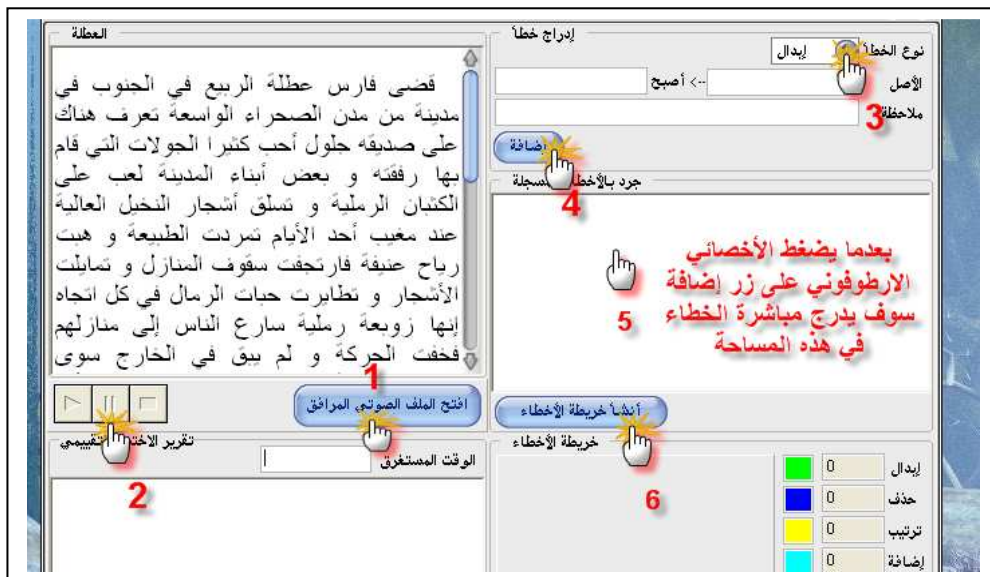 إدراج خطأ
نوع الخطأ
إبدال
الأصل
--> أصبح
ملاحظة
3
إضافة
4
جرد بالأخطاء المسجلة
بعدما يضغط الأخصائي
الارطوفوني على زر إضافة
سوف يدرج مباشرة الخطاء
في هذه المساحة
5
أنشأ خريطة الأخطاء
6
خريطة الأخطاء
إبدال 0
حذف 0
ترتيب 0
إضافة 0
العطلة
قضى فارس عطلة الربيع في الجنوب في
مدينة من مدن الصحراء الواسعة تعرف هناك
على صديقه جلول أحب كثيرا الجولات التي قام
بها رفقته و بعض أبناء المدينة لعب على
الكثبان الرملية و تسلق أشجار النخيل العالية
عند مغيب أحد الأيام تمردت الطبيعة و هبت
رياح عنيفة فارتجفت سقوف المنازل و تمايلت
الأشجار و تطايرت حبات الرمال في كل اتجاه
إنها زوبعة رملية سارع الناس إلى منازلهم
فخفت الحركة و لم يبق في الخارج سوى
1
افتح الملف الصوتي المرافق
2
تقرير الاختبار التقييمي
الوقت المستغرق